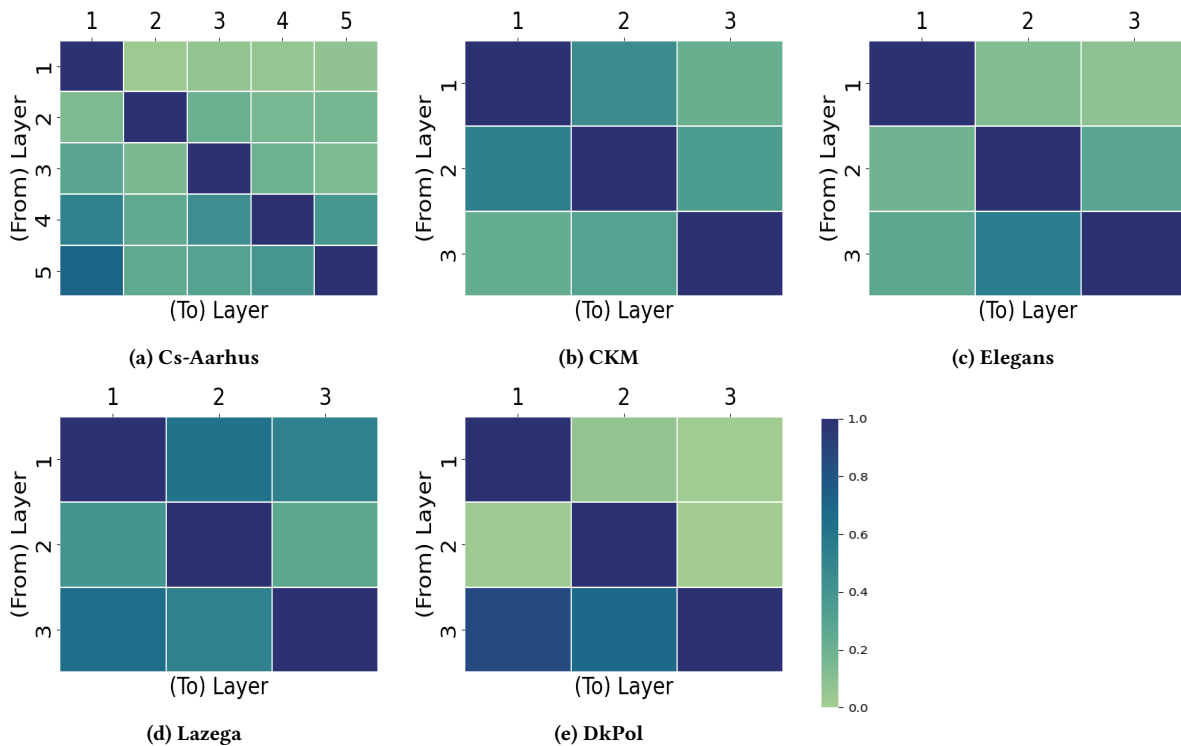 1 2 3 4 5
(From) Layer
1
2
3
4
5
(To) Layer
(a) Cs-Aarhus
1 2 3
(From) Layer
1
2
3
(To) Layer
(b) CKM
1 2 3
(From) Layer
1
2
3
(To) Layer
(c) Elegans
1 2 3
(From) Layer
1
2
3
(To) Layer
(d) Lazega
1 2 3
(From) Layer
1
2
3
(To) Layer
(e) DkPol
1.0
0.8
0.6
0.4
0.2
0.0